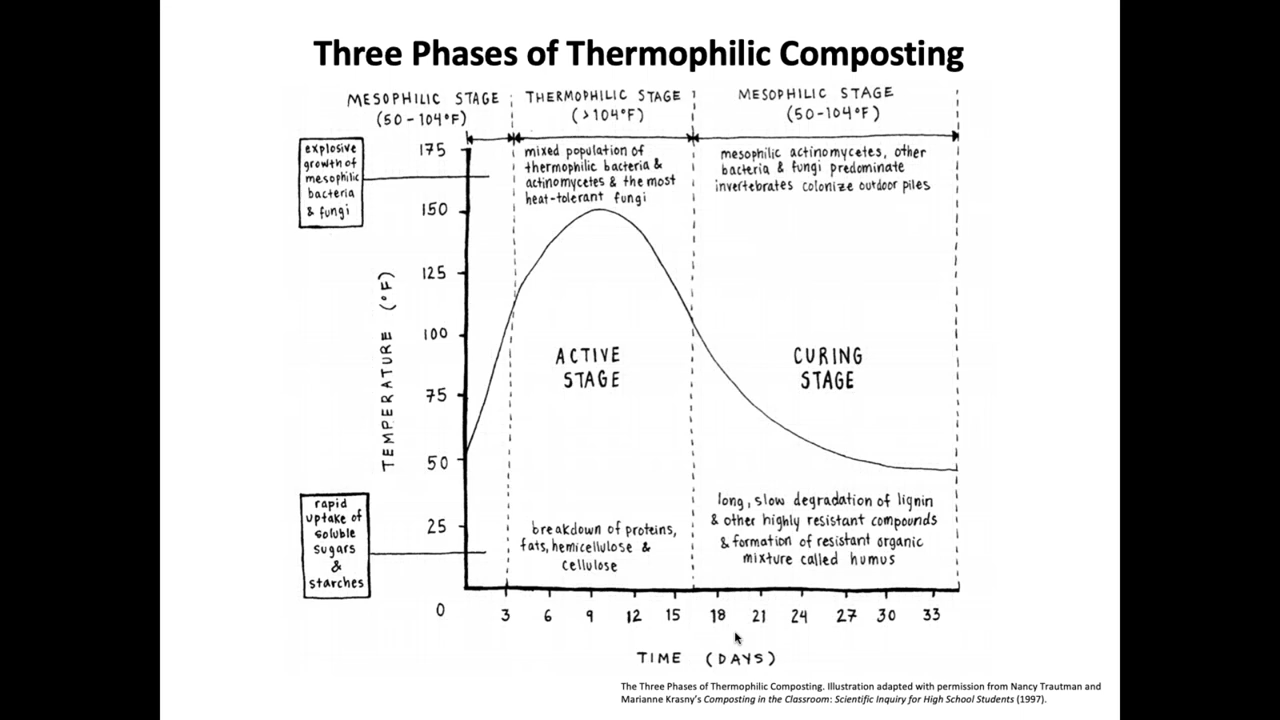 Three Phases of Thermophilic Composting
MESOPHILIC STAGE
(50-104°F)
THERMOPHILIC STAGE
(>104°F)
MESOPHILIC STAGE
(50-104°F)
explosive
growth of
mesophilic
bacteria
& fungi
mixed population of
thermophilic bacteria &
actinomycetes & the most
heat-tolerant fungi
mesophilic actinomycetes, other
bacteria & fungi predominate
invertebrates colonize outdoor piles
175
150
125
100
75
50
25
0
TEMPERATURE (°F)
ACTIVE
STAGE
CURING
STAGE
rapid
uptake of
soluble
sugars
&
starches
breakdown of proteins,
fats, hemicellulose &
cellulose
long, slow degradation of lignin
& other highly resistant compounds
& formation of resistant organic
mixture called humus
3 6 9 12 15 18 21 24 27 30 33
TIME (DAYS)
The Three Phases of Thermophilic Composting. Illustration adapted with permission from Nancy Trautman and
Marianne Krasny's Composting in the Classroom: Scientific Inquiry for High School Students (1997).